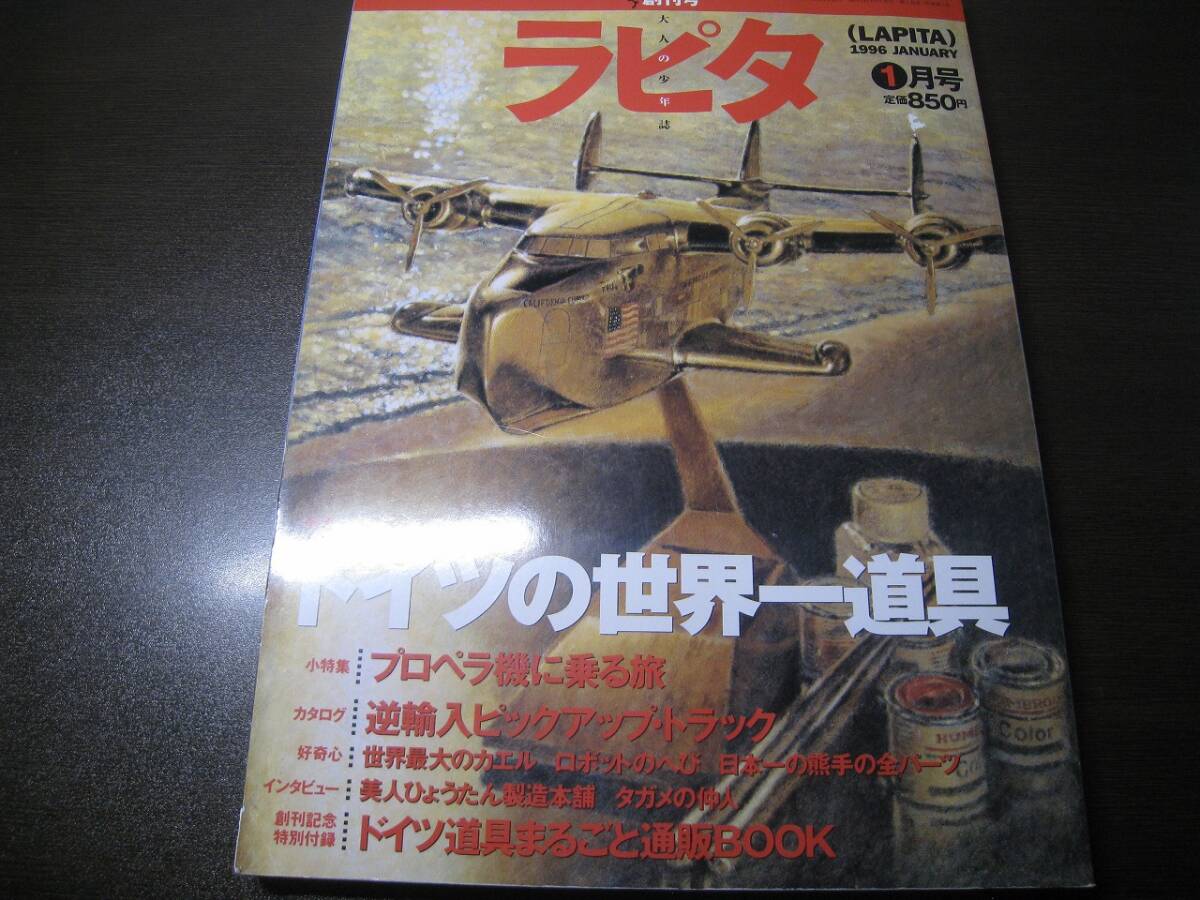 創刊号
ラピタ
大人の少年誌
(LAPITA)
1996 JANUARY
1月号
定価850円
ドイツの世界一道具
小特集 プロペラ機に乗る旅
カタログ 逆輸入ピックアップ・トラック
好奇心 世界最大のカエル ロボットのへび 日本一の熊手の全パーツ
インタビュー 美人ひょうたん製造本舗 タガメの仲人
創刊記念
特別付録 ドイツ道具まるごと通販BOOK
Color